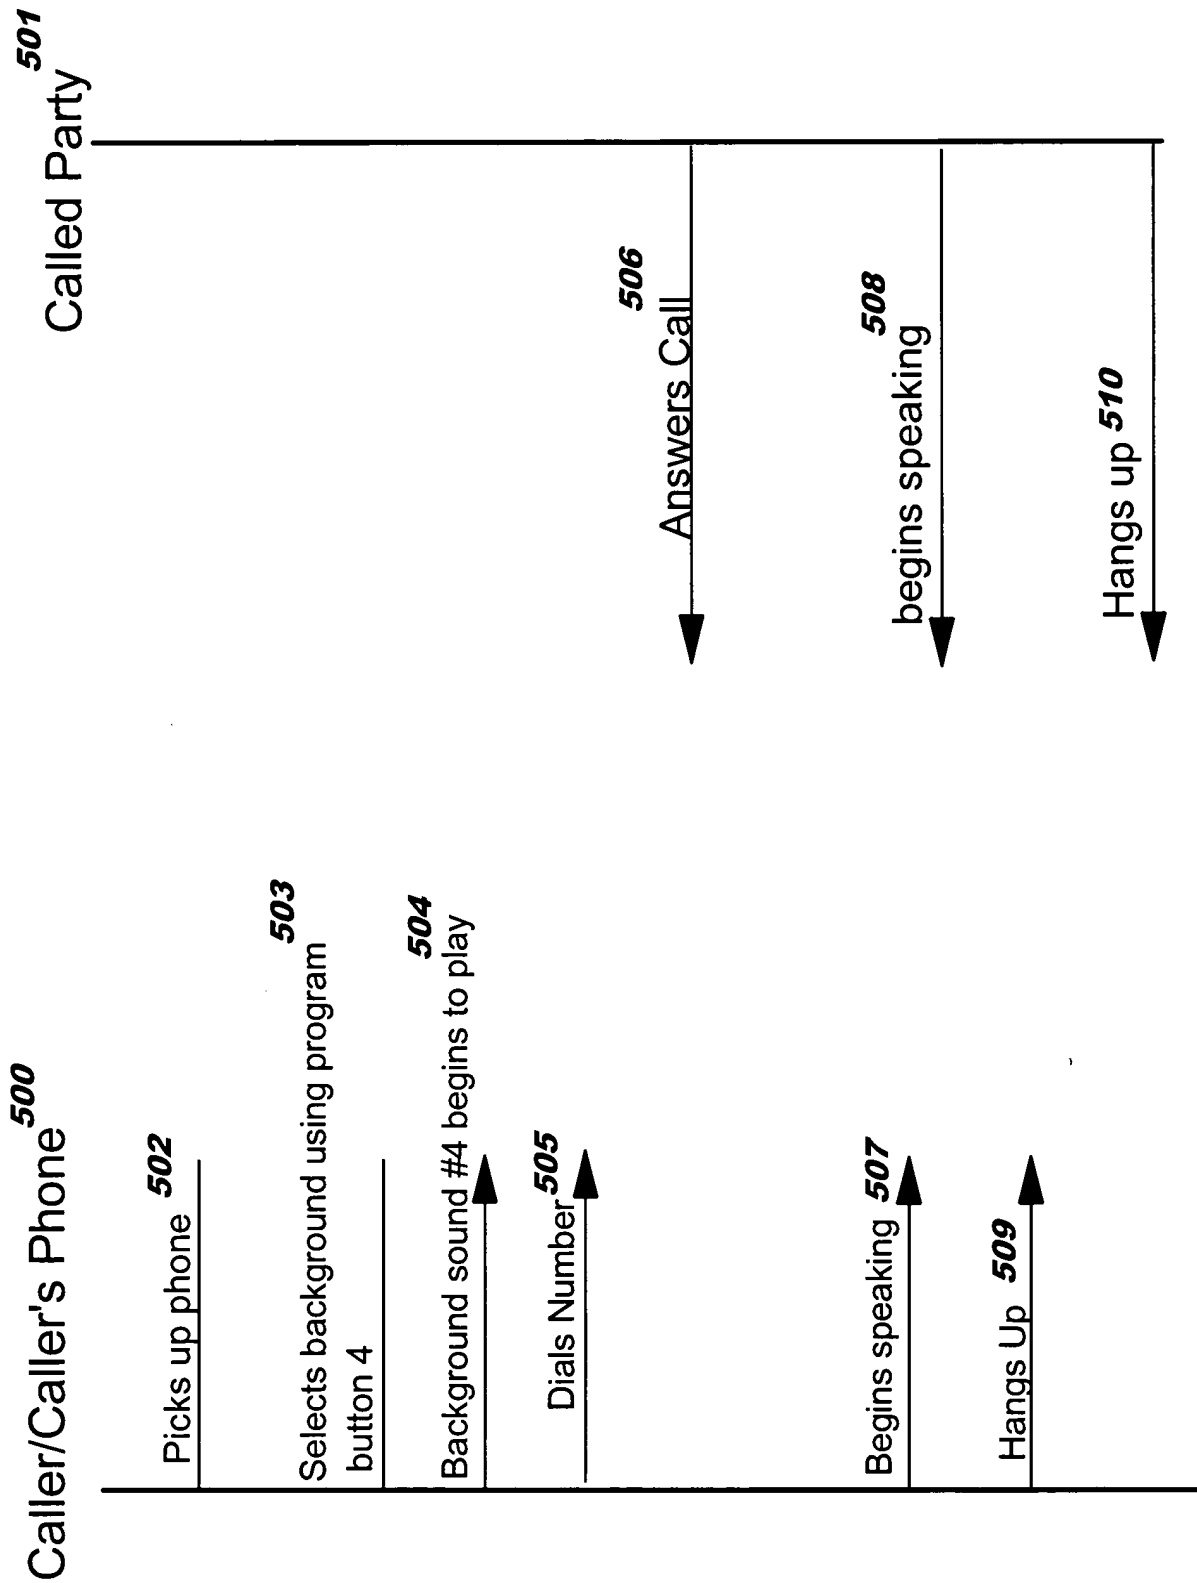 Caller/Caller's Phone 500
Called Party 501
Picks up phone 502
Selects background using program 503
button 4
Background sound #4 begins to play 504
Dials Number 505
Answers Call 506
Begins speaking 507
begins speaking 508
Hangs Up 509
Hangs up 510